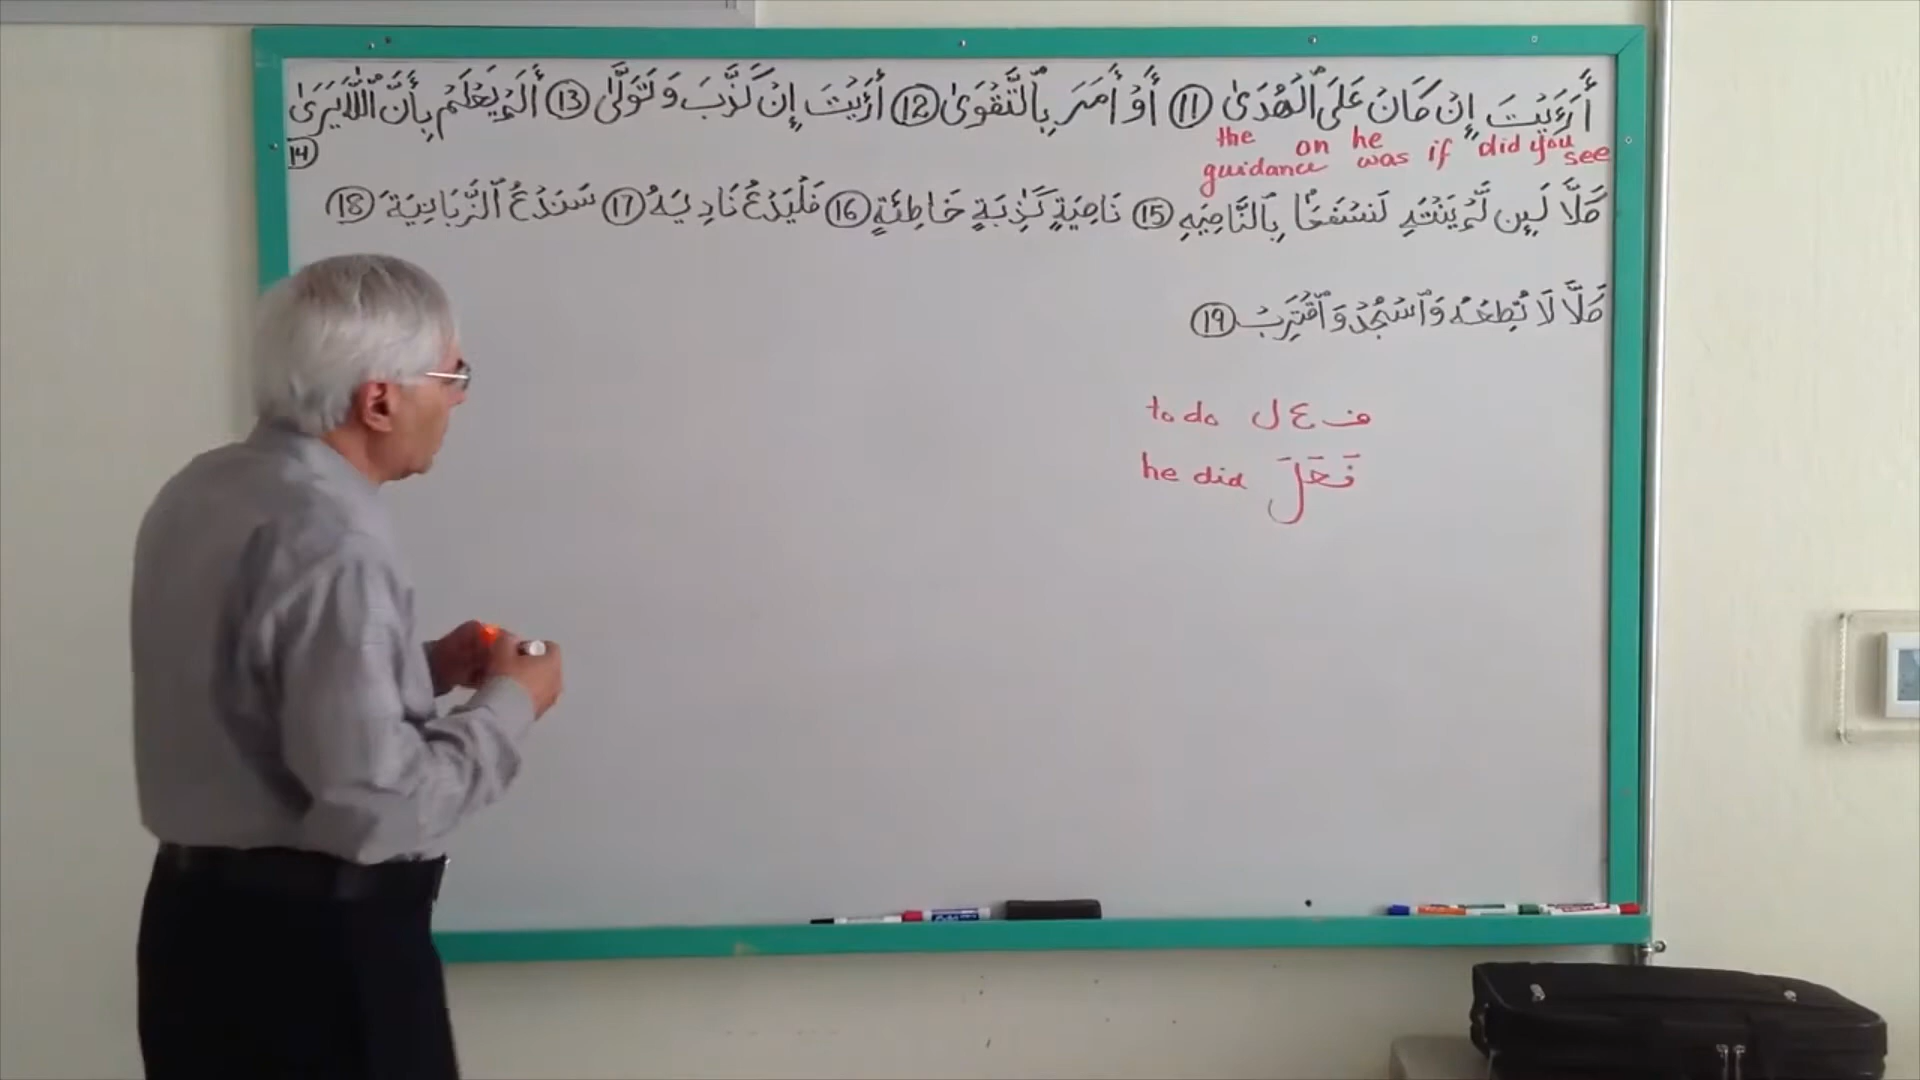 أَرَءَيْتَ إِنْ كَانَ عَلَى ٱلْهُدَىٰ ⑪ أَوْ أَمَرَ بِٱلتَّقْوَىٰ ⑫ أَرَءَيْتَ إِنْ كَذَّبَ وَتَوَلَّىٰ ⑬ أَلَمْ يَعْلَمْ بِأَنَّ ٱللَّهَ يَرَىٰ
⑭
the on he was if "did you see
guidance
كَلَّا لَئِن لَّمْ يَنْتَهِ لَنَسْفَعًۢا بِٱلنَّاصِيَةِ ⑮ نَاصِيَةٍ كَٰذِبَةٍ خَاطِئَةٍ ⑯ فَلْيَدْعُ نَادِيَهُ ⑰ سَنَدْعُ ٱلزَّبَانِيَةَ ⑱
كَلَّا لَا تُطِعْهُ وَٱسْجُدْ وَٱقْتَرِبْ ⑲
to do ف ع ل
he did فَعَلَ